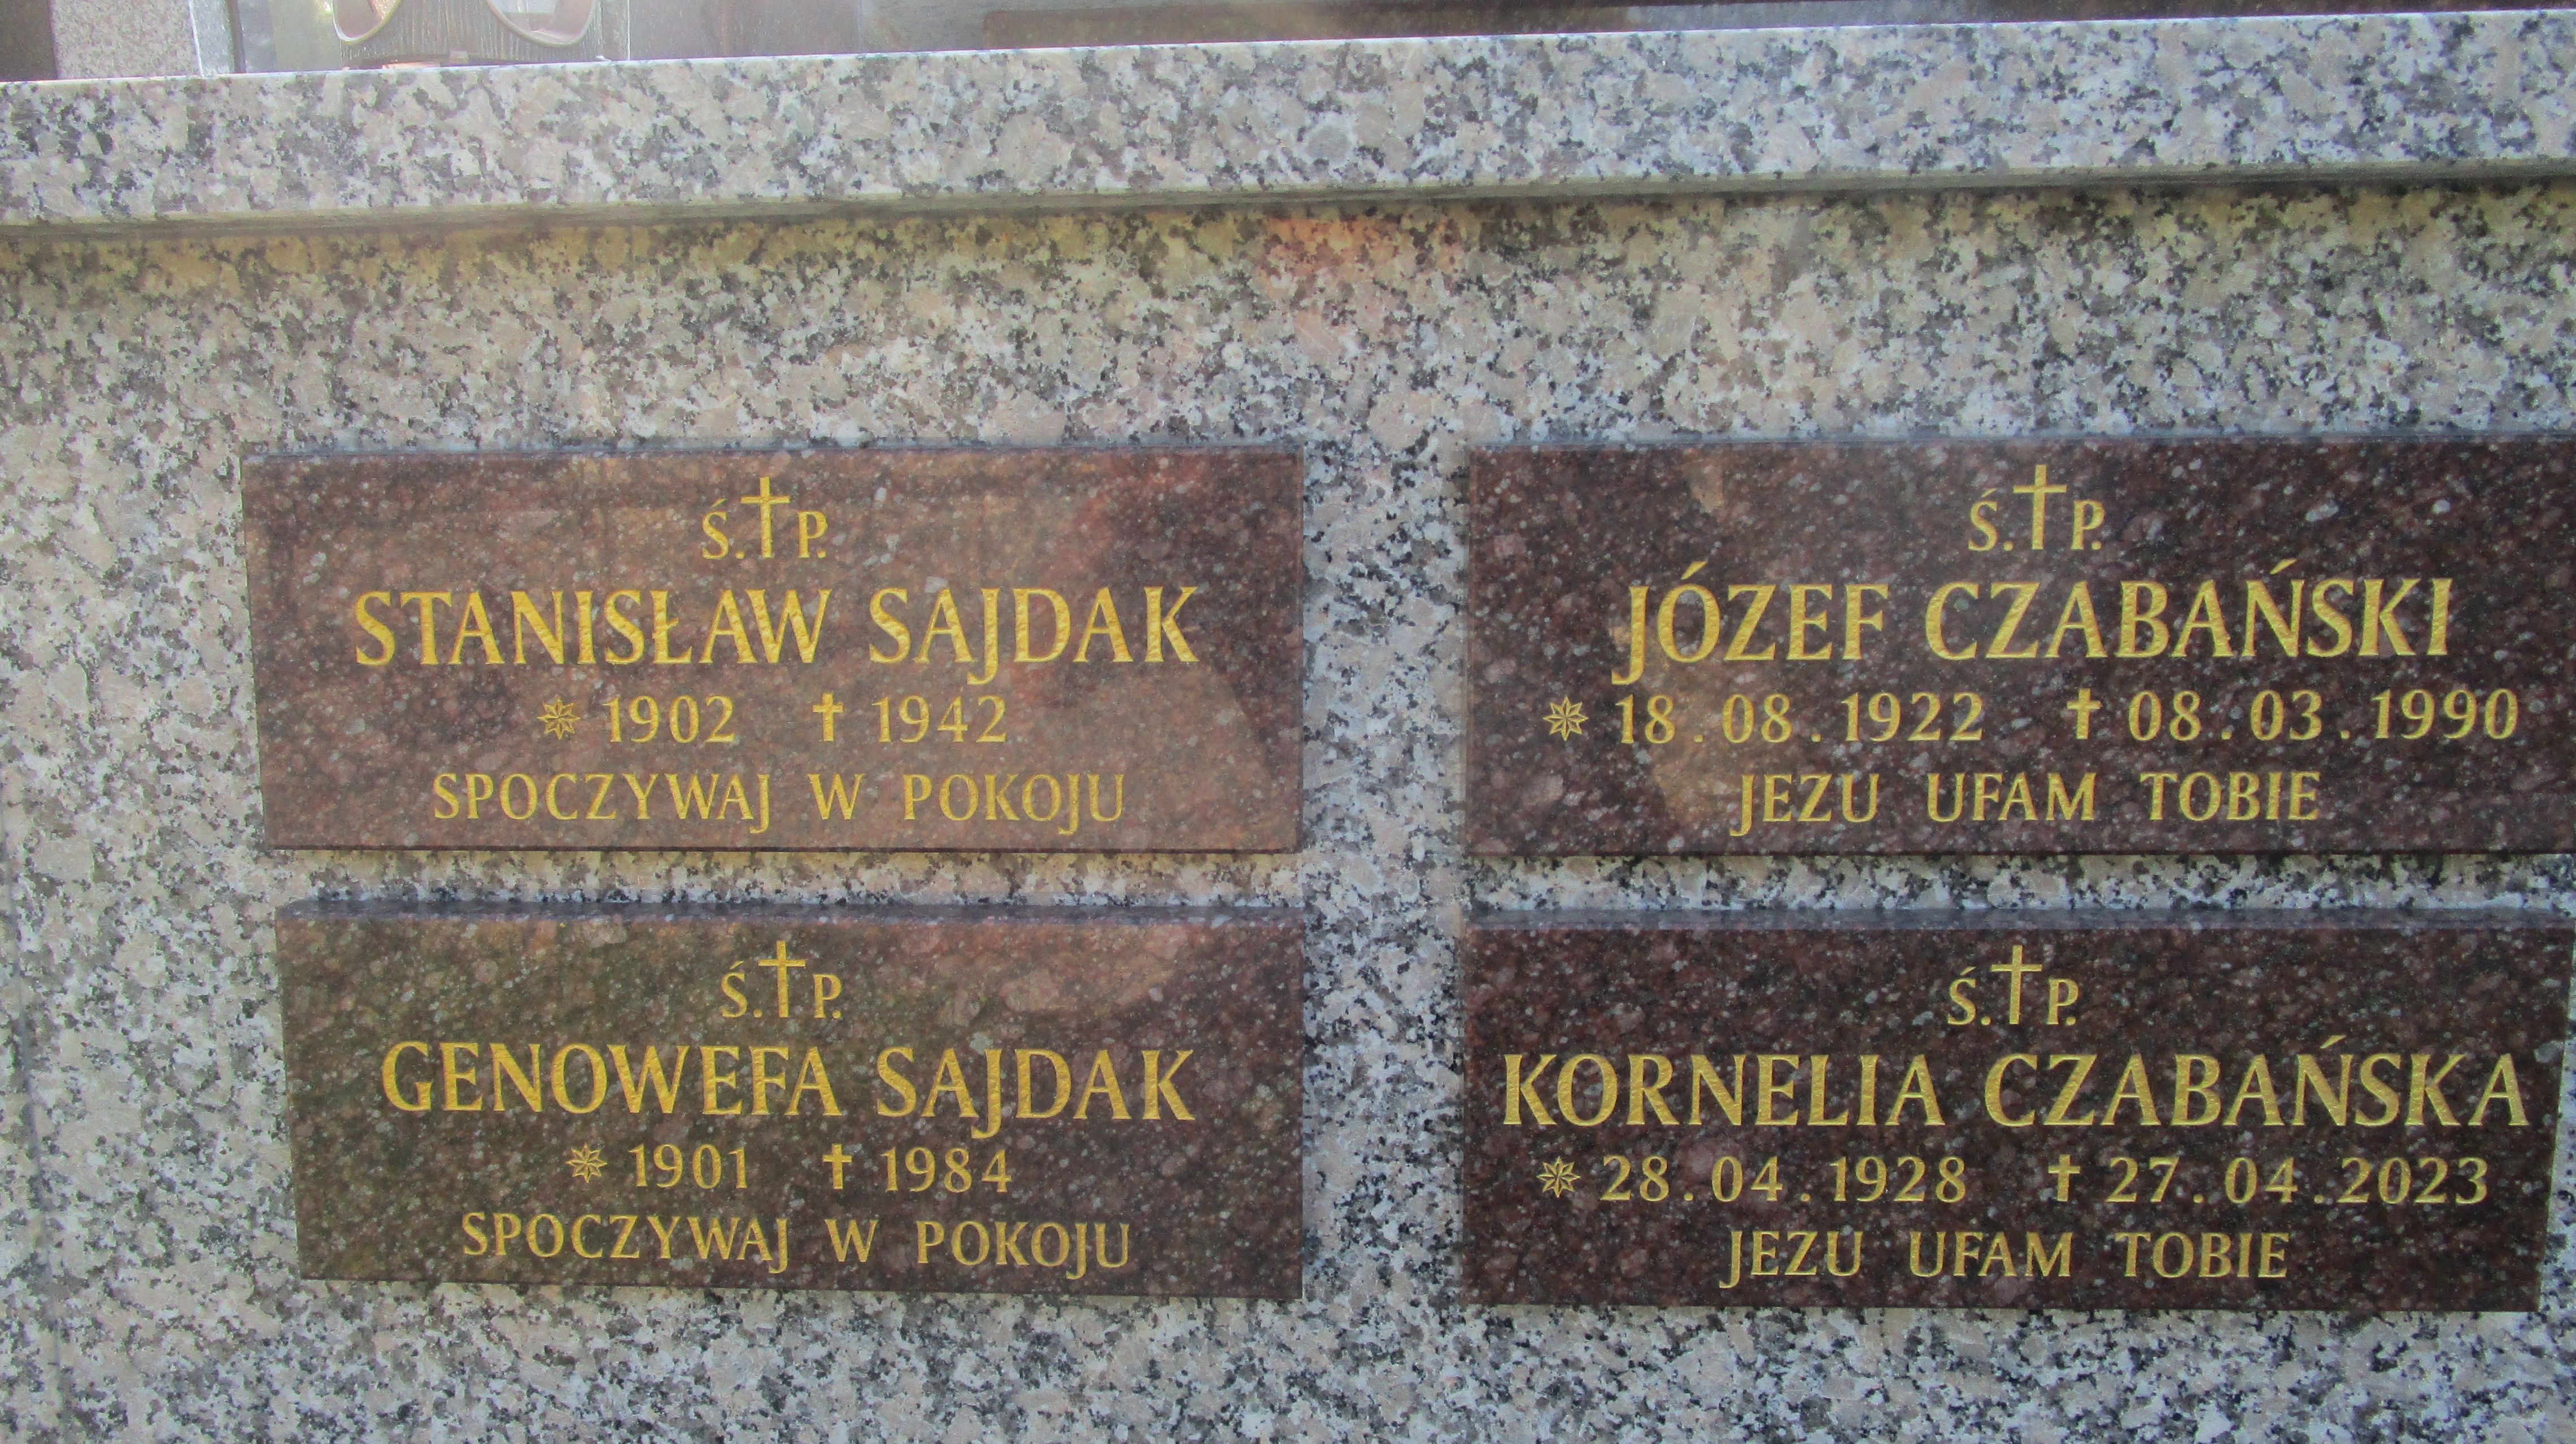 Ś.✝P.
STANISŁAW SAJDAK
✵ 1902 ✝ 1942
SPOCZYWAJ W POKOJU
Ś.✝P.
GENOWEFA SAJDAK
✵ 1901 ✝ 1984
SPOCZYWAJ W POKOJU
Ś.✝P.
JÓZEF CZABAŃSKI
✵ 18.08.1922 ✝ 08.03.1990
JEZU UFAM TOBIE
Ś.✝P.
KORNELIA CZABAŃSKA
✵ 28.04.1928 ✝ 27.04.2023
JEZU UFAM TOBIE